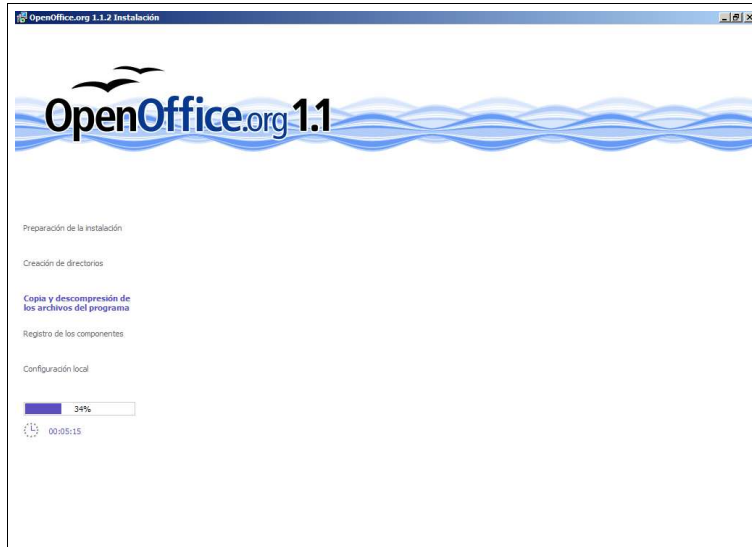 OpenOffice.org 1.1.2 Instalación
OpenOffice.org 1.1
Preparación de la instalación
Creación de directorios
Copia y descompresión de
los archivos del programa
Registro de los componentes
Configuración local
34%
00:05:15